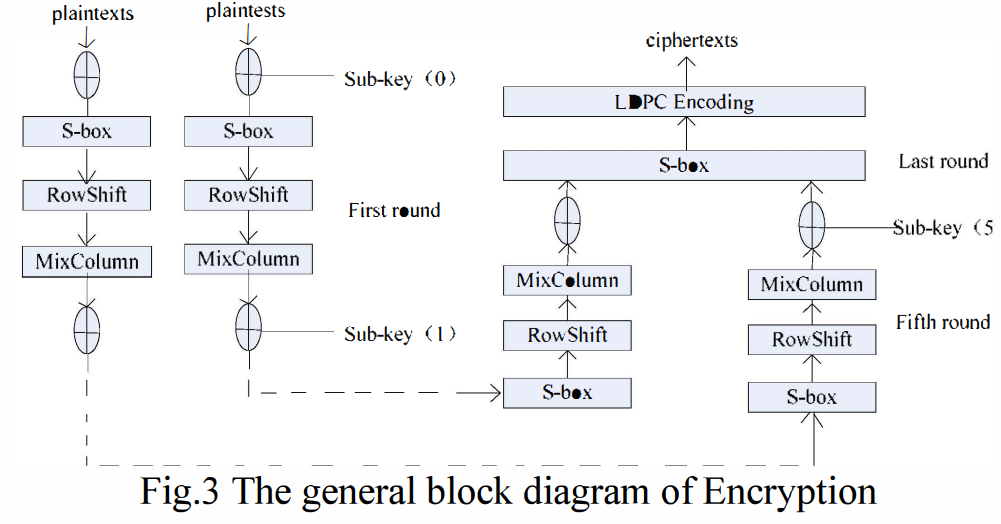 plaintexts
plaintests
Sub-key（0）
S-box
S-box
RowShift
RowShift
First round
MixColumn
MixColumn
Sub-key（1）
ciphertexts
LDPC Encoding
S-box
Last round
Sub-key（5
MixColumn
MixColumn
RowShift
RowShift
Fifth round
S-box
S-box
Fig.3 The general block diagram of Encryption